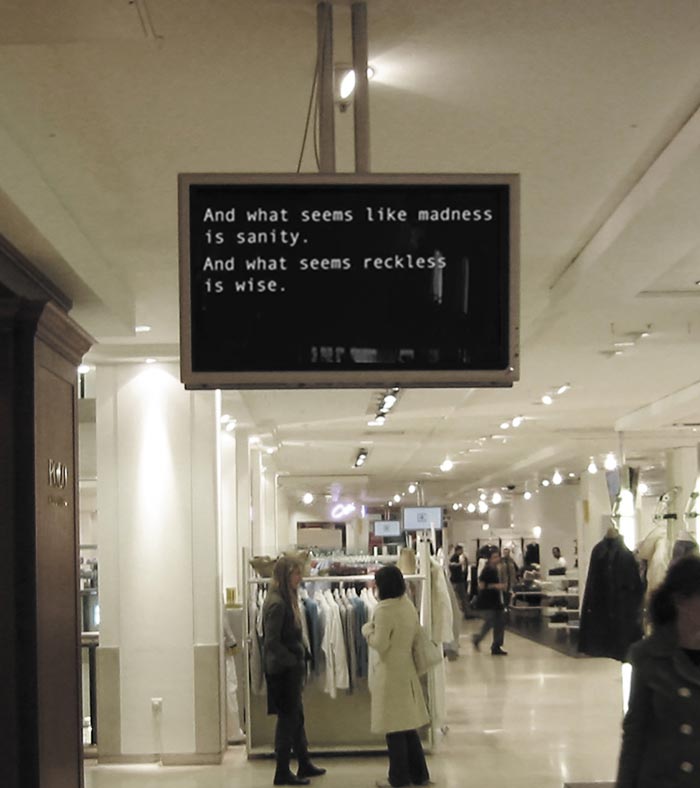 And what seems like madness
is sanity.
And what seems reckless
is wise.